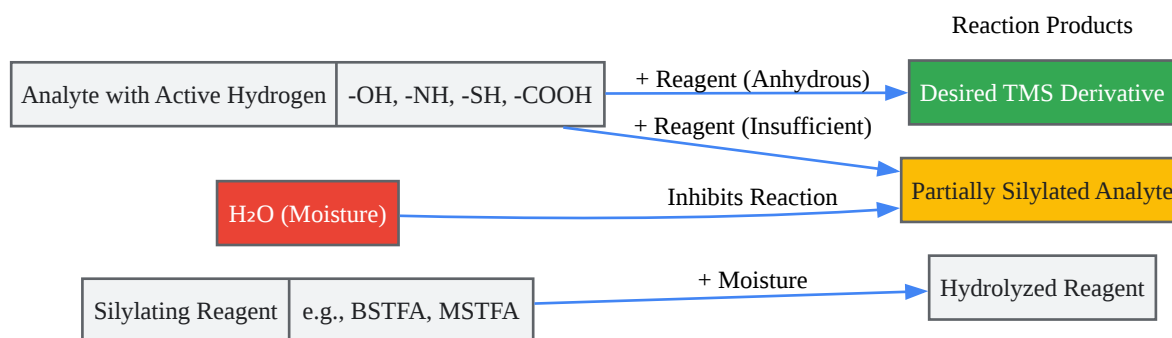 Reaction Products
Analyte with Active Hydrogen
-OH, -NH, -SH, -COOH
+ Reagent (Anhydrous)
Desired TMS Derivative
+ Reagent (Insufficient)
Partially Silylated Analyte
H₂O (Moisture)
Inhibits Reaction
Silylating Reagent
e.g., BSTFA, MSTFA
+ Moisture
Hydrolyzed Reagent